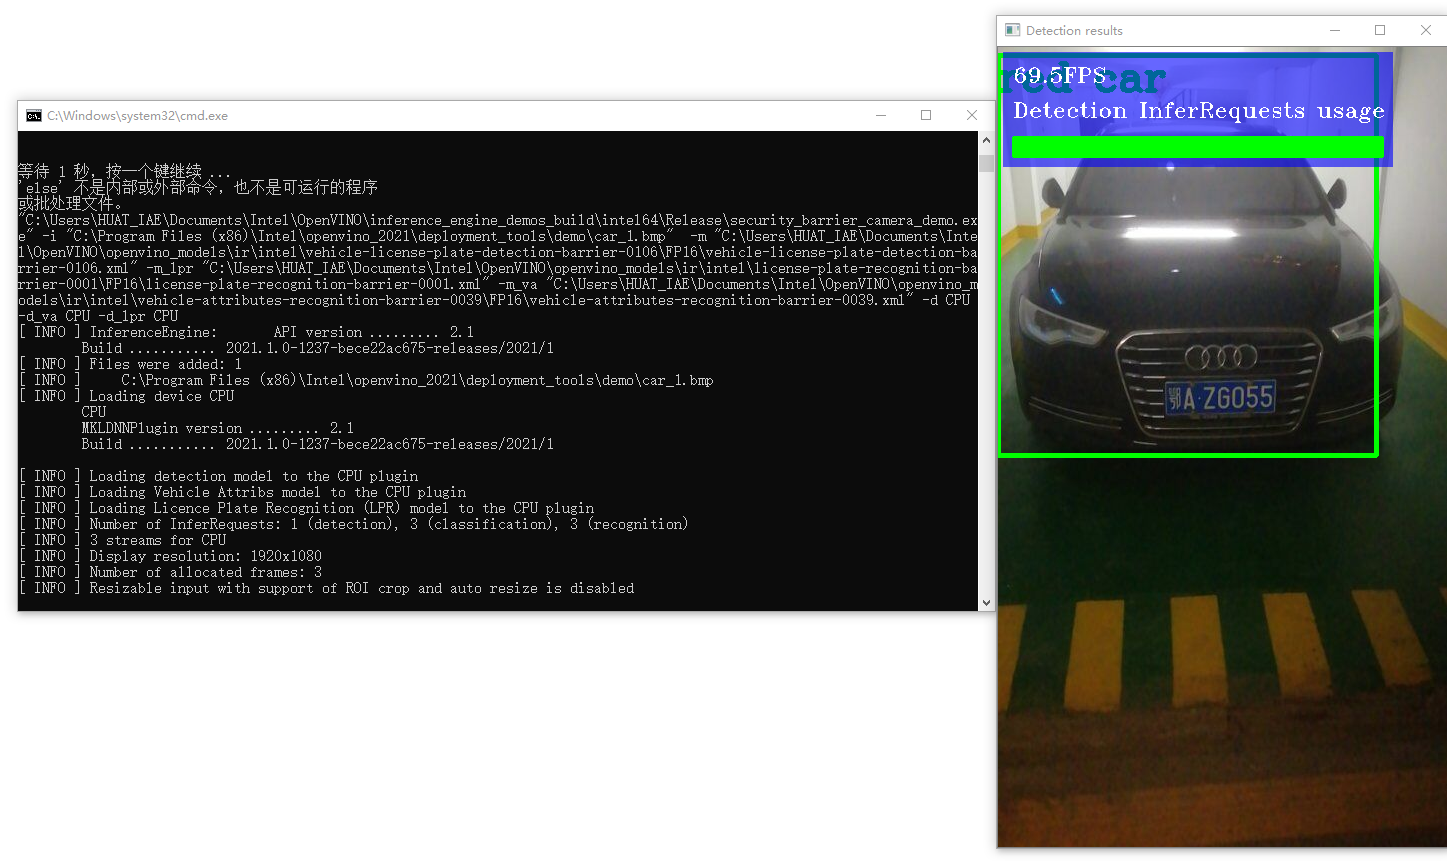 C:\Windows\system32\cmd.exe
等待 1 秒，按一个键继续 ...
'else' 不是内部或外部命令，也不是可运行的程序
或批处理文件。
"C:\Users\HUAT_IAE\Documents\Intel\OpenVINO\inference_engine_demos_build\intel64\Release\security_barrier_camera_demo.ex
e" -i "C:\Program Files (x86)\Intel\openvino_2021\deployment_tools\demo\car_1.bmp"  -m "C:\Users\HUAT_IAE\Documents\Inte
l\OpenVINO\openvino_models\ir\intel\vehicle-license-plate-detection-barrier-0106\FP16\vehicle-license-plate-detection-ba
rrier-0106.xml" -m_lpr "C:\Users\HUAT_IAE\Documents\Intel\OpenVINO\openvino_models\ir\intel\license-plate-recognition-ba
rrier-0001\FP16\license-plate-recognition-barrier-0001.xml" -m_va "C:\Users\HUAT_IAE\Documents\Intel\OpenVINO\openvino_m
odels\ir\intel\vehicle-attributes-recognition-barrier-0039\FP16\vehicle-attributes-recognition-barrier-0039.xml" -d CPU
-d_va CPU -d_lpr CPU
[ INFO ] InferenceEngine:       API version ......... 2.1
Build ........... 2021.1.0-1237-bece22ac675-releases/2021/1
[ INFO ] Files were added: 1
[ INFO ]     C:\Program Files (x86)\Intel\openvino_2021\deployment_tools\demo\car_1.bmp
[ INFO ] Loading device CPU
CPU
MKLDNNPlugin version ......... 2.1
Build ........... 2021.1.0-1237-bece22ac675-releases/2021/1
[ INFO ] Loading detection model to the CPU plugin
[ INFO ] Loading Vehicle Attribs model to the CPU plugin
[ INFO ] Loading Licence Plate Recognition (LPR) model to the CPU plugin
[ INFO ] Number of InferRequests: 1 (detection), 3 (classification), 3 (recognition)
[ INFO ] 3 streams for CPU
[ INFO ] Display resolution: 1920x1080
[ INFO ] Number of allocated frames: 3
[ INFO ] Resizable input with support of ROI crop and auto resize is disabled
Detection results
69.5FPS
red car
Detection InferRequests usage
鄂A·ZG055